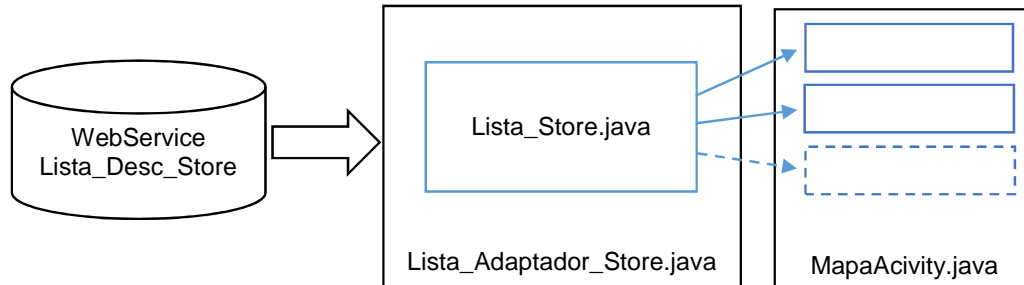 WebService
Lista_Desc_Store
Lista_Store.java
Lista_Adaptador_Store.java
MapaAcivity.java